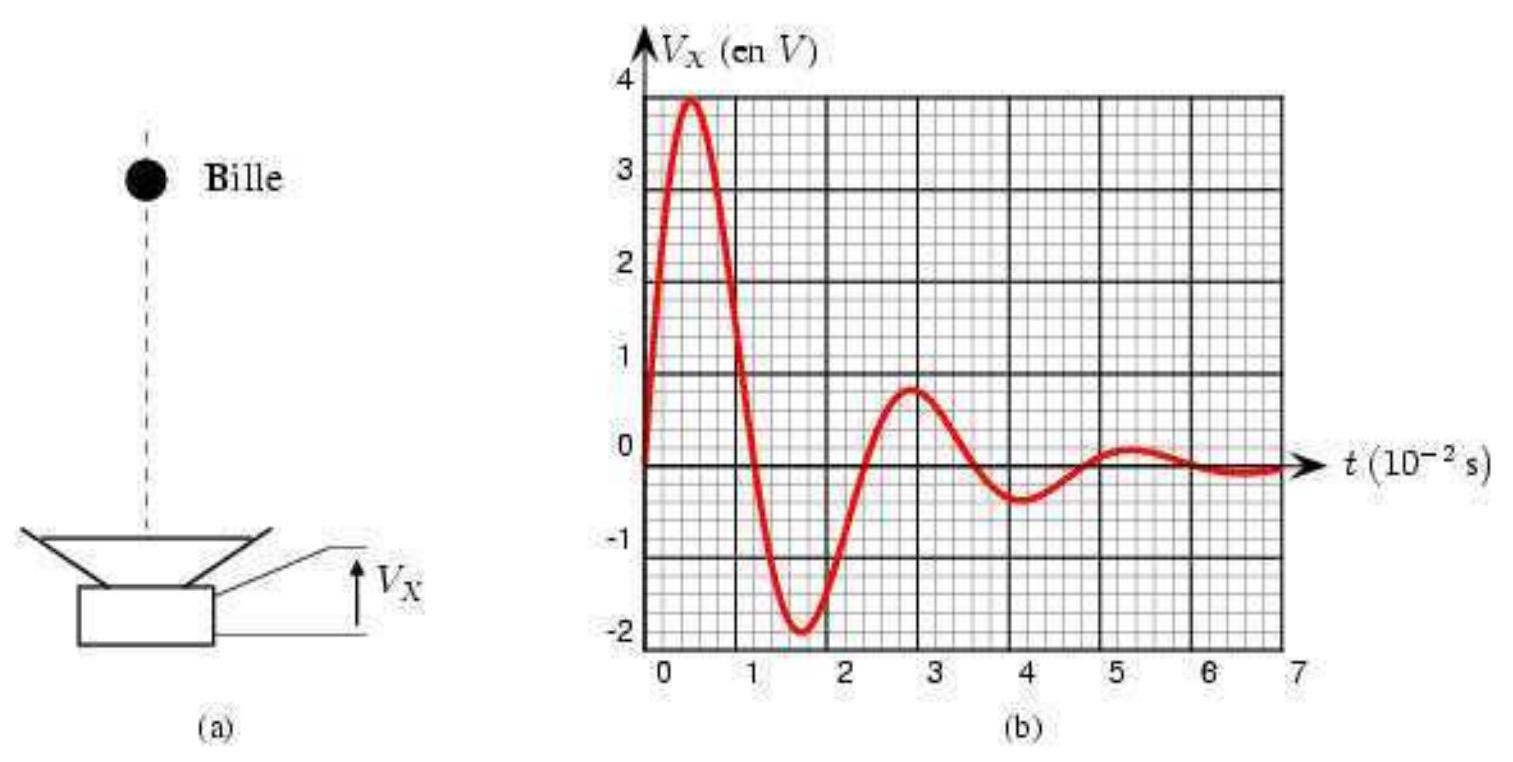 Bille
V_X
(a)
V_X (en V)
4
3
2
1
0
-1
-2
0 1 2 3 4 5 6 7
t (10⁻² s)
(b)